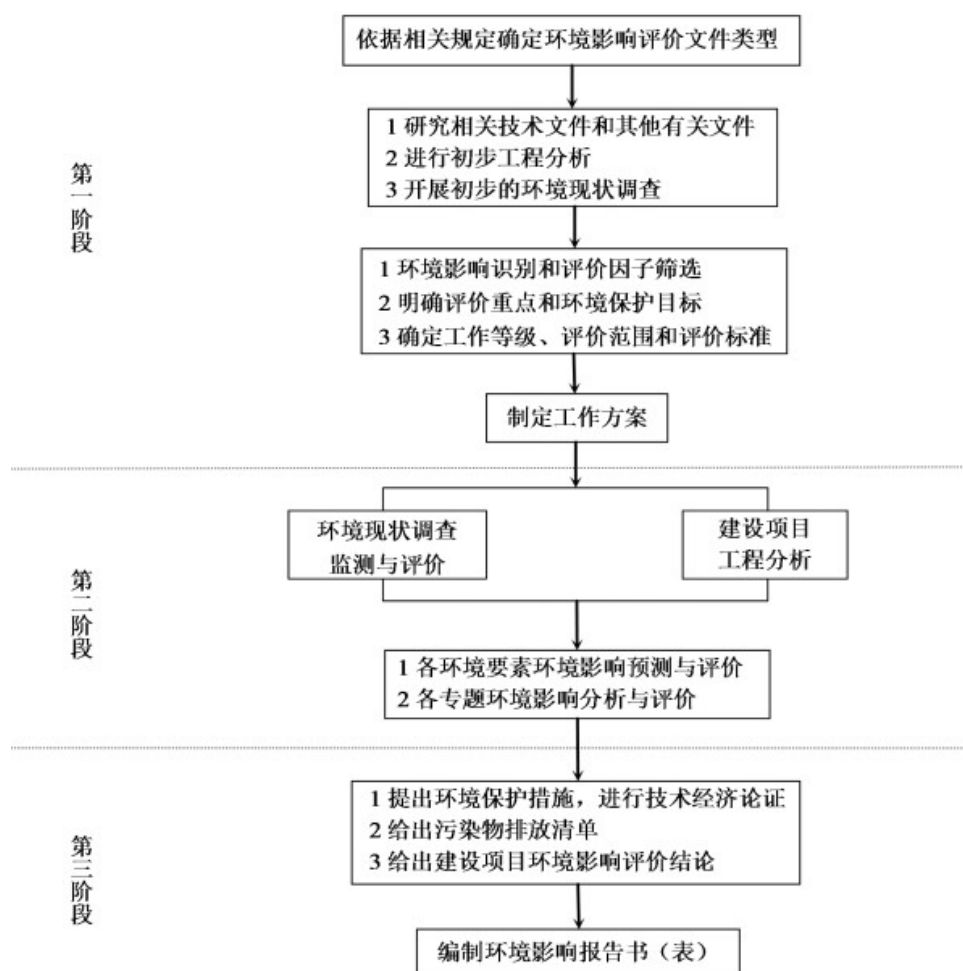 依据相关规定确定环境影响评价文件类型
1 研究相关技术文件和其他有关文件
2 进行初步工程分析
3 开展初步的环境现状调查
第一阶段
1 环境影响识别和评价因子筛选
2 明确评价重点和环境保护目标
3 确定工作等级、评价范围和评价标准
制定工作方案
环境现状调查
监测与评价
建设项目
工程分析
第二阶段
1 各环境要素环境影响预测与评价
2 各专题环境影响分析与评价
1 提出环境保护措施，进行技术经济论证
2 给出污染物排放清单
3 给出建设项目环境影响评价结论
第三阶段
编制环境影响报告书（表）